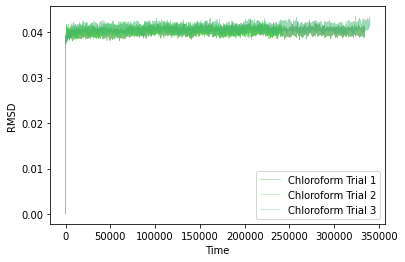 RMSD
0.04
0.03
0.02
0.01
0.00
Chloroform Trial 1
Chloroform Trial 2
Chloroform Trial 3
0 50000 100000 150000 200000 250000 300000 350000
Time